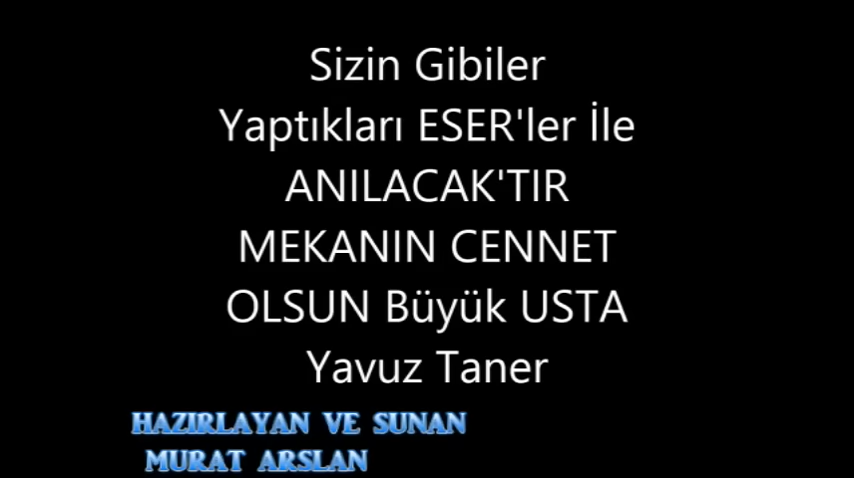 Sizin Gibiler
Yaptıkları ESER'ler İle
ANILACAK'TIR
MEKANIN CENNET
OLSUN Büyük USTA
Yavuz Taner
HAZIRLAYAN VE SUNAN
MURAT ARSLAN